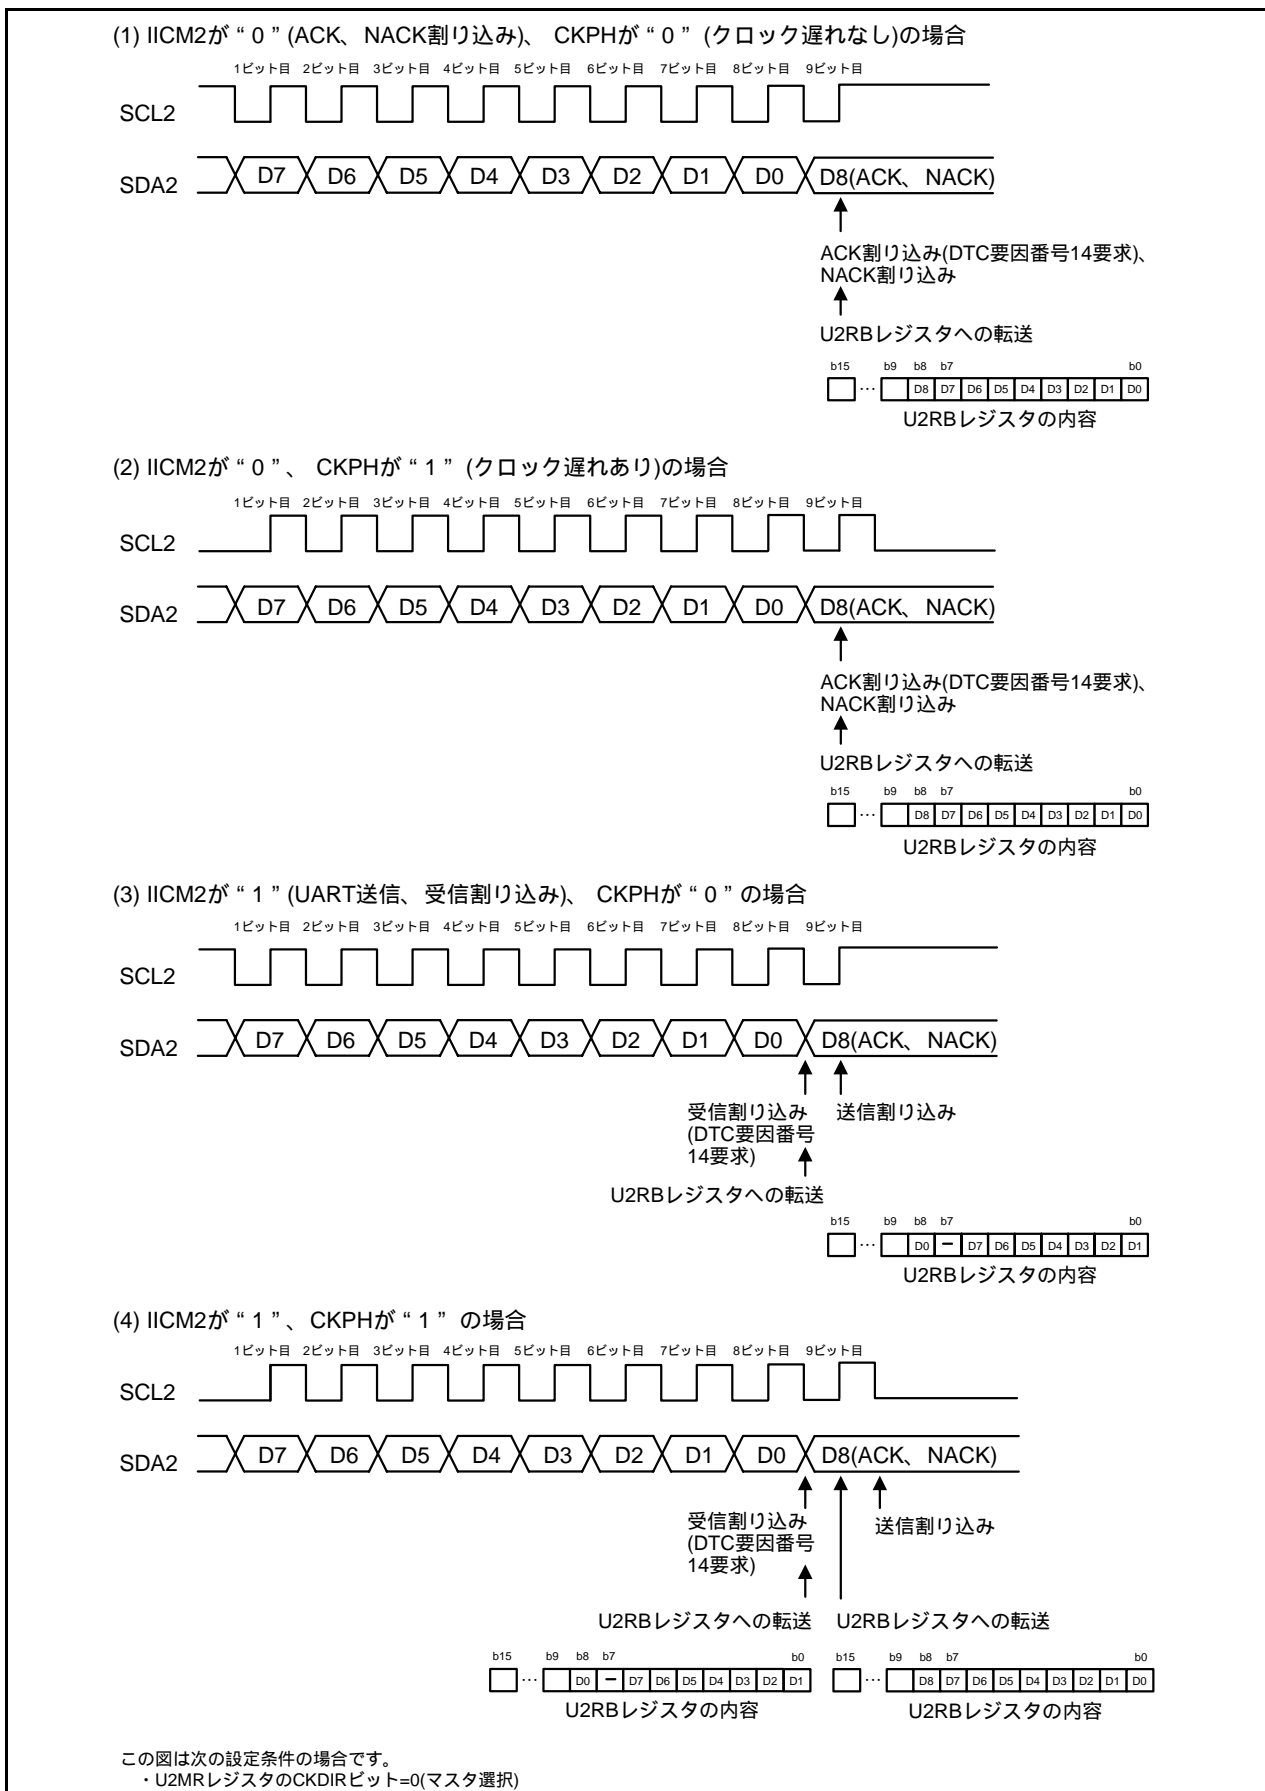 (1) IICM2が“0”(ACK、NACK割り込み)、 CKPHが“0” (クロック遅れなし)の場合
1ビット目 2ビット目 3ビット目 4ビット目 5ビット目 6ビット目 7ビット目 8ビット目 9ビット目
SCL2
SDA2 D7 D6 D5 D4 D3 D2 D1 D0 D8(ACK、 NACK)
ACK割り込み(DTC要因番号14要求)、
NACK割り込み
U2RBレジスタへの転送
b15 b9 b8 b7 b0
… D8 D7 D6 D5 D4 D3 D2 D1 D0
U2RBレジスタの内容
(2) IICM2が“0”、 CKPHが“1” (クロック遅れあり)の場合
1ビット目 2ビット目 3ビット目 4ビット目 5ビット目 6ビット目 7ビット目 8ビット目 9ビット目
SCL2
SDA2 D7 D6 D5 D4 D3 D2 D1 D0 D8(ACK、 NACK)
ACK割り込み(DTC要因番号14要求)、
NACK割り込み
U2RBレジスタへの転送
b15 b9 b8 b7 b0
… D8 D7 D6 D5 D4 D3 D2 D1 D0
U2RBレジスタの内容
(3) IICM2が“1”(UART送信、受信割り込み)、 CKPHが“0”の場合
1ビット目 2ビット目 3ビット目 4ビット目 5ビット目 6ビット目 7ビット目 8ビット目 9ビット目
SCL2
SDA2 D7 D6 D5 D4 D3 D2 D1 D0 D8(ACK、 NACK)
受信割り込み 送信割り込み
(DTC要因番号
14要求)
U2RBレジスタへの転送
b15 b9 b8 b7 b0
… D0 － D7 D6 D5 D4 D3 D2 D1
U2RBレジスタの内容
(4) IICM2が“1”、CKPHが“1” の場合
1ビット目 2ビット目 3ビット目 4ビット目 5ビット目 6ビット目 7ビット目 8ビット目 9ビット目
SCL2
SDA2 D7 D6 D5 D4 D3 D2 D1 D0 D8(ACK、 NACK)
受信割り込み 送信割り込み
(DTC要因番号
14要求)
U2RBレジスタへの転送 U2RBレジスタへの転送
b15 b9 b8 b7 b0 b15 b9 b8 b7 b0
… D0 － D7 D6 D5 D4 D3 D2 D1 … D8 D7 D6 D5 D4 D3 D2 D1 D0
U2RBレジスタの内容 U2RBレジスタの内容
この図は次の設定条件の場合です。
・U2MRレジスタのCKDIRビット=0(マスタ選択)